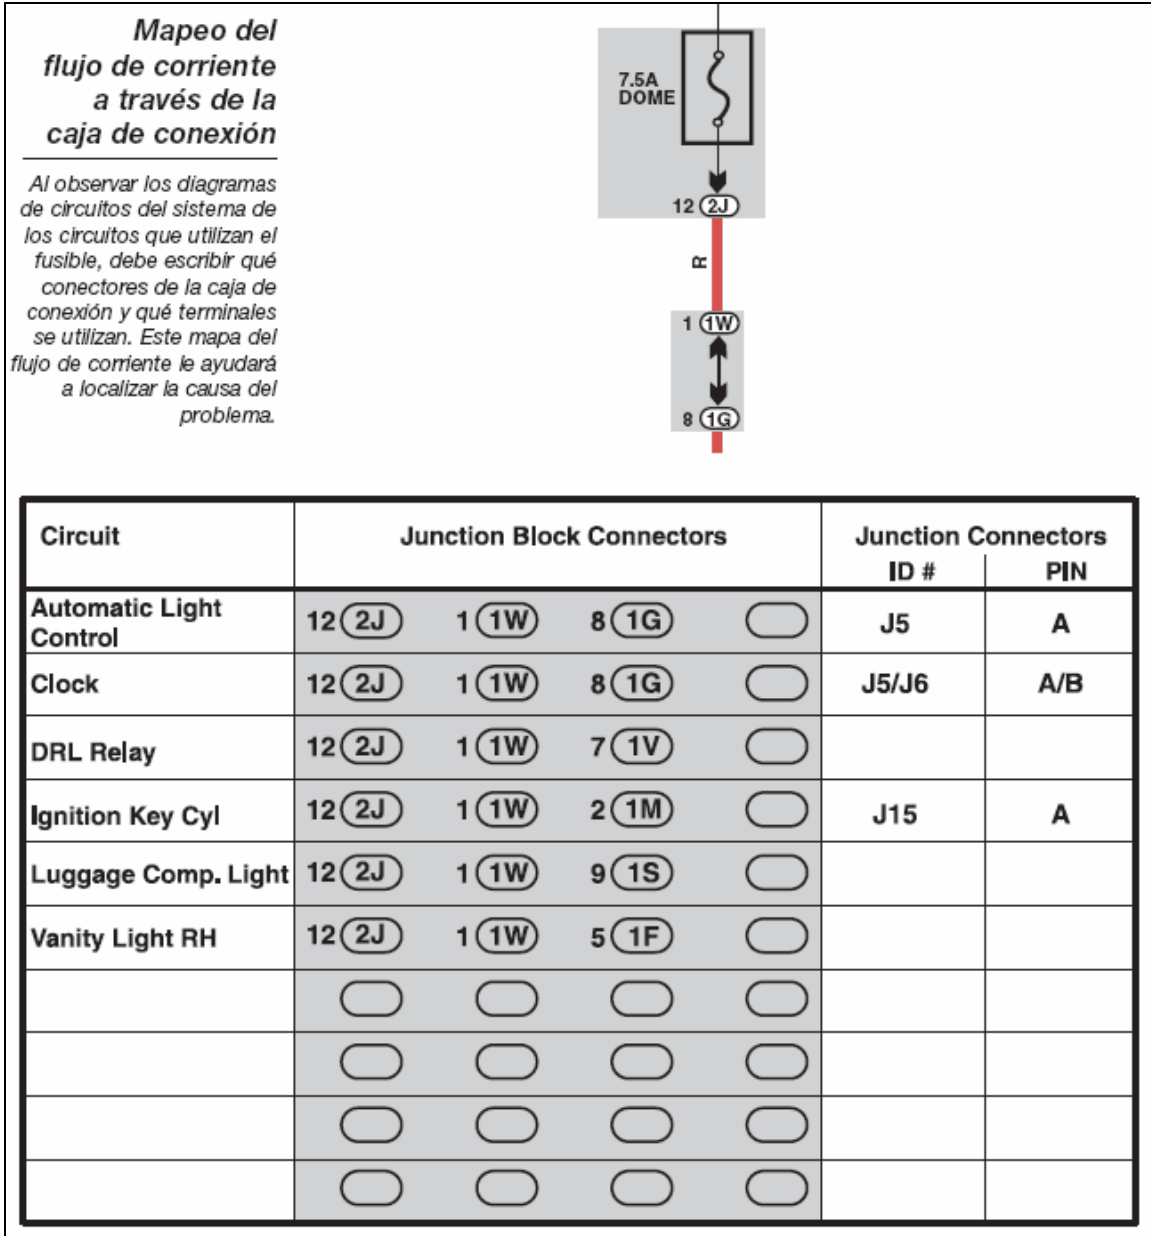 Mapeo del
flujo de corriente
a través de la
caja de conexión
Al observar los diagramas
de circuitos del sistema de
los circuitos que utilizan el
fusible, debe escribir qué
conectores de la caja de
conexión y qué terminales
se utilizan. Este mapa del
flujo de corriente le ayudará
a localizar la causa del
problema.
7.5A
DOME
12 2J
R
1 1W
8 1G
Circuit Junction Block Connectors Junction Connectors
ID # PIN
Automatic Light
Control 12 2J 1 1W 8 1G J5 A
Clock 12 2J 1 1W 8 1G J5/J6 A/B
DRL Relay 12 2J 1 1W 7 1V
Ignition Key Cyl 12 2J 1 1W 2 1M J15 A
Luggage Comp. Light 12 2J 1 1W 9 1S
Vanity Light RH 12 2J 1 1W 5 1F